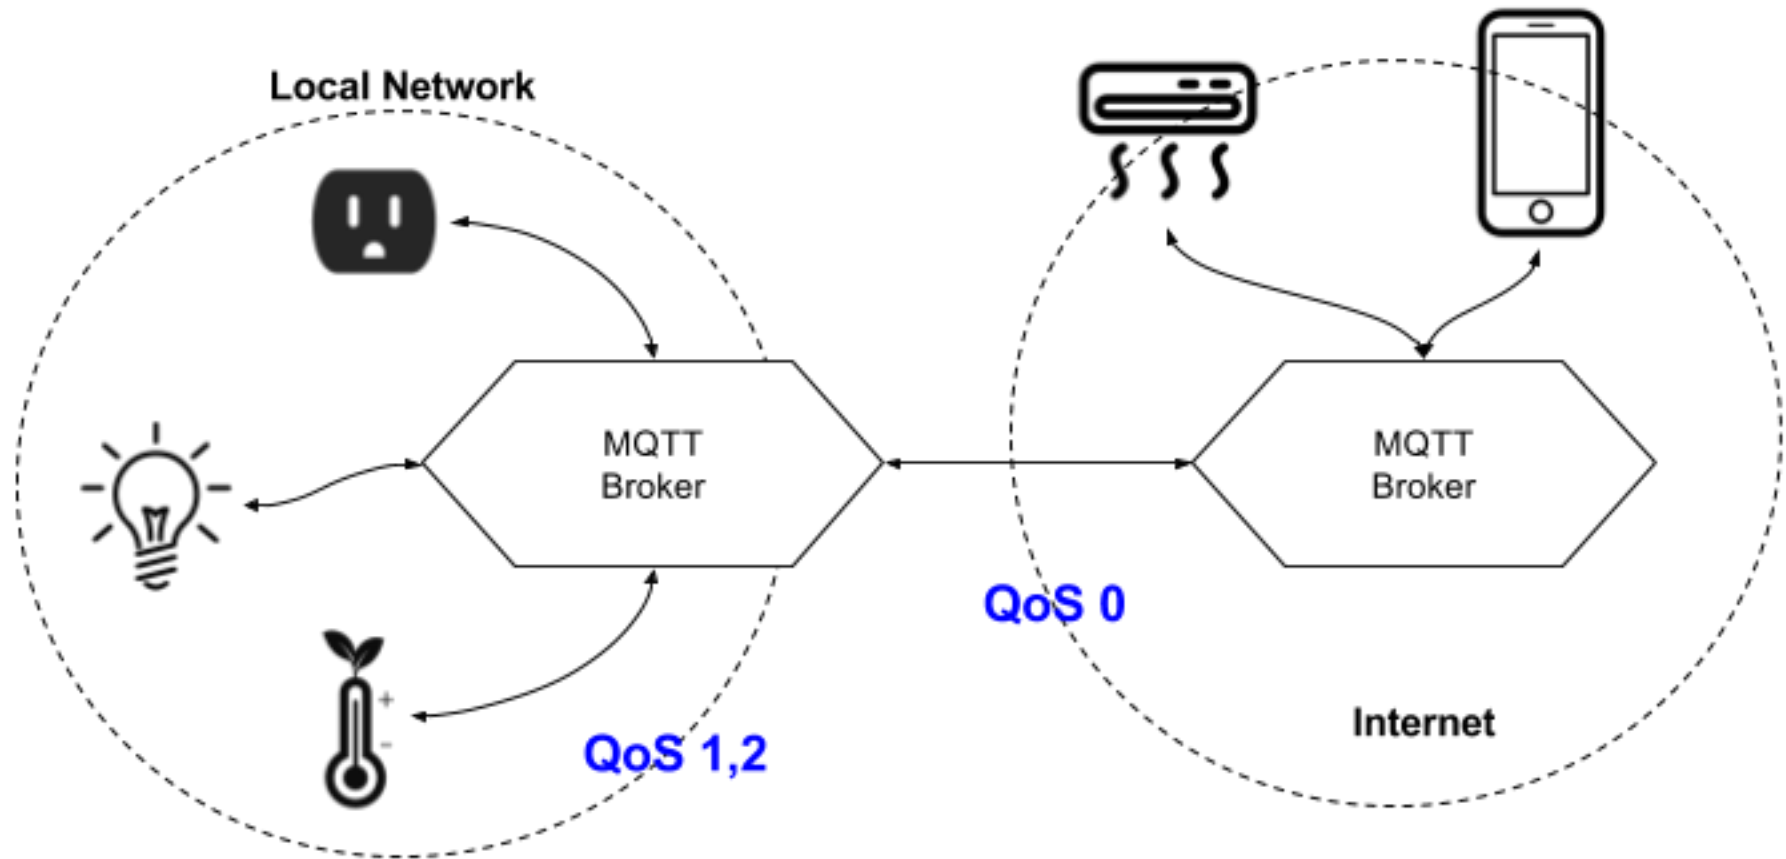 Local Network
MQTT
Broker
MQTT
Broker
QoS 0
QoS 1,2
Internet